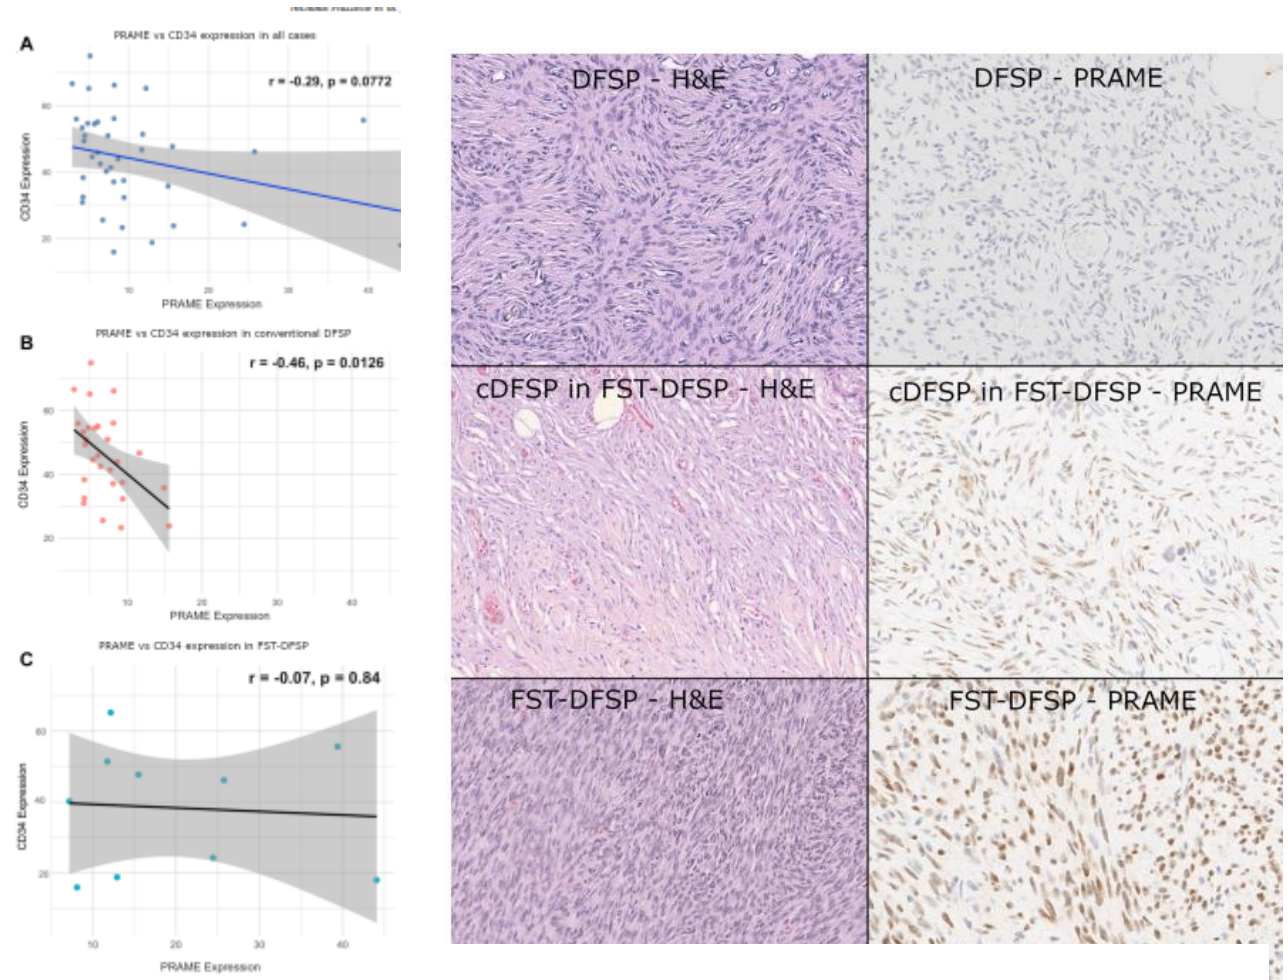 A
PRAME vs CD34 expression in all cases
r = -0.29, p = 0.0772
CD34 Expression
60
40
20
10
20
30
40
PRAME Expression
B
PRAME vs CD34 expression in conventional DFSP
r = -0.46, p = 0.0126
CD34 Expression
60
40
20
10
20
30
40
PRAME Expression
C
PRAME vs CD34 expression in FST-DFSP
r = -0.07, p = 0.84
CD34 Expression
60
40
20
10
20
30
40
PRAME Expression
DFSP - H&E
DFSP - PRAME
cDFSP in FST-DFSP - H&E
cDFSP in FST-DFSP - PRAME
FST-DFSP - H&E
FST-DFSP - PRAME